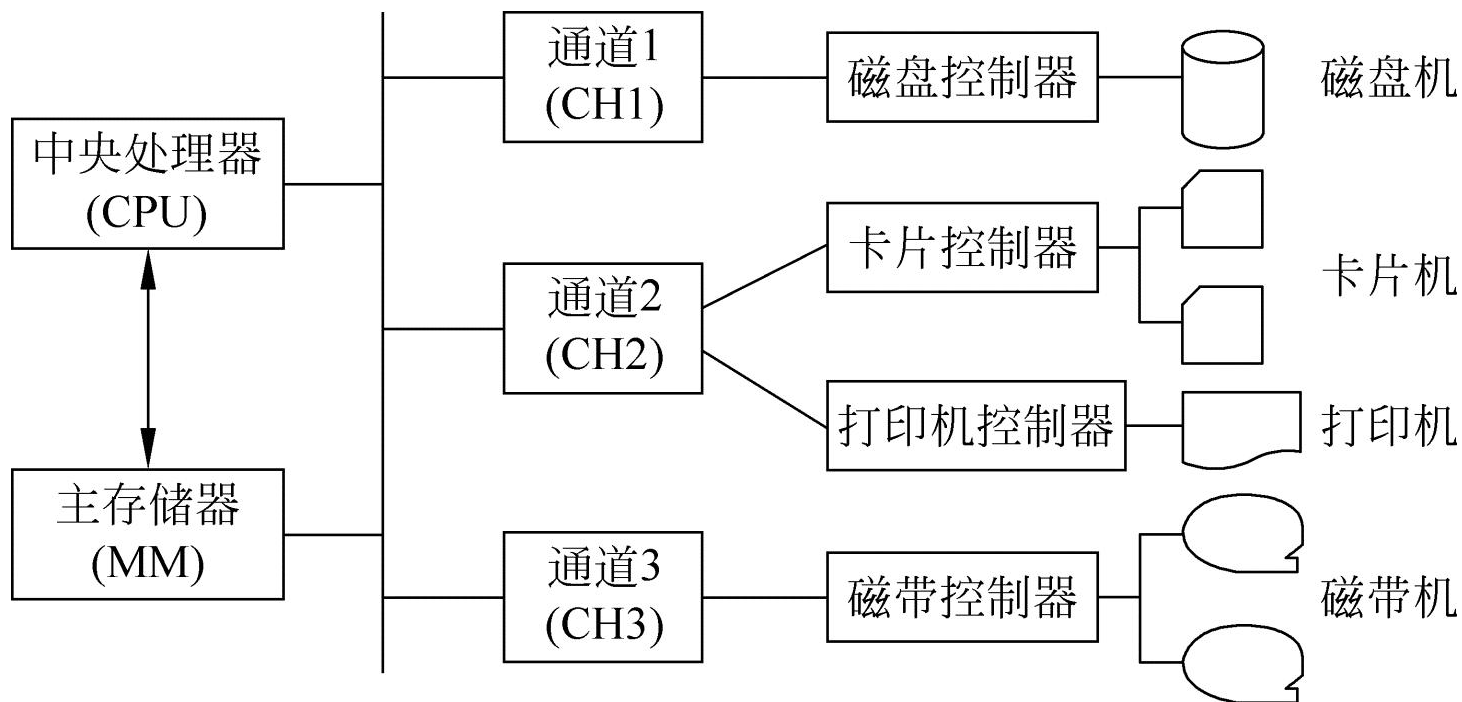 中央处理器
(CPU)
主存储器
(MM)
通道1
(CH1)
通道2
(CH2)
通道3
(CH3)
磁盘控制器
卡片控制器
打印机控制器
磁带控制器
磁盘机
卡片机
打印机
磁带机